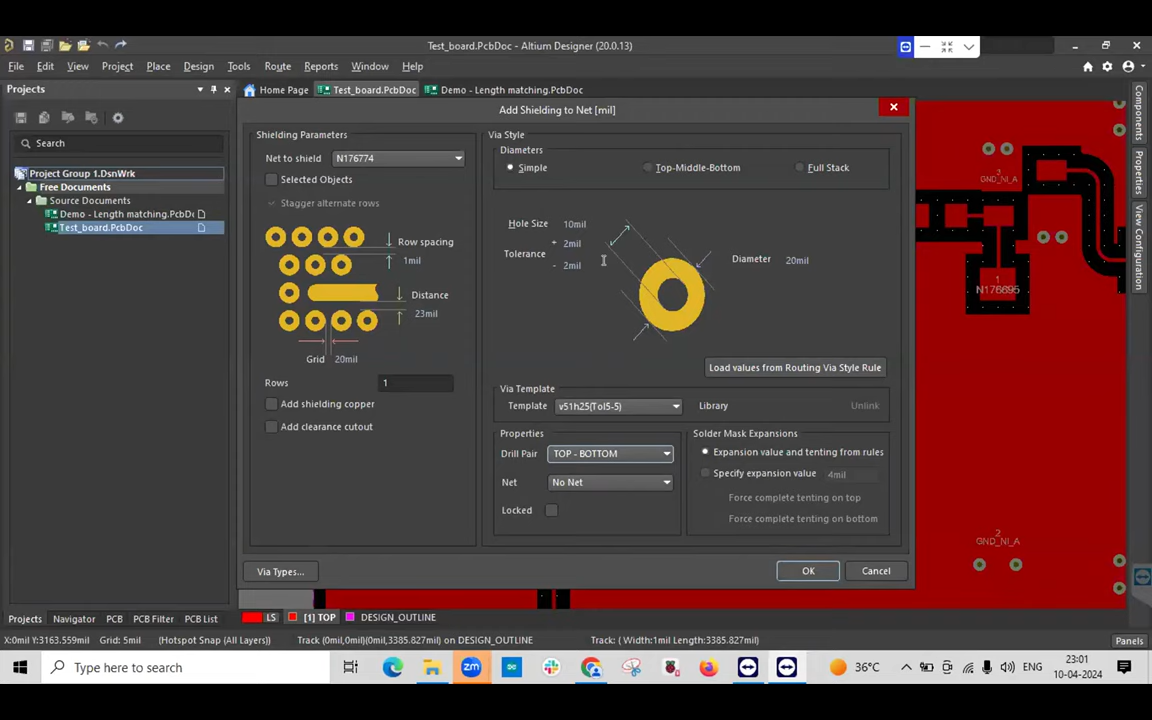 Test_board.PcbDoc - Altium Designer (20.0.13)
File Edit View Project Place Design Tools Route Reports Window Help
Projects
Home Page Test_board.PcbDoc Demo - Length matching.PCBDoc
Search
Project Group 1.DsnWrk
Free Documents
Source Documents
Demo - Length matching.PcbDc
Test_board.PcbDoc
Add Shielding to Net [mil]
Shielding Parameters
Net to shield N176774
Selected Objects
Stagger alternate rows
Row spacing
1mil
Distance
23mil
Grid 20mil
Rows 1
Add shielding copper
Add clearance cutout
Via Style
Diameters
Simple Top-Middle-Bottom Full Stack
Hole Size 10mil
+ 2mil
Tolerance
- 2mil
Diameter 20mil
Load values from Routing Via Style Rule
Via Template
Template v51h25(Tol5-5) Library Unlink
Properties
Drill Pair TOP - BOTTOM
Net No Net
Locked
Solder Mask Expansions
Expansion value and tenting from rules
Specify expansion value 4mil
Force complete tenting on top
Force complete tenting on bottom
Via Types... OK Cancel
3
GND_NI_A
1
N176695
2
GND_NI_A
Components
Properties
Projects Navigator PCB PCB Filter PCB List
LS [1] TOP DESIGN_OUTLINE
X:0mil Y:3163.559mil Grid: 5mil (Hotspot Snap (All Layers)) Track (0mil,0mil)(0mil,3385.827mil) on DESIGN_OUTLINE Track: ( Width:1mil Length:3385.827mil) Panels
Type here to search
zm
36°C
ENG
23:01
10-04-2024